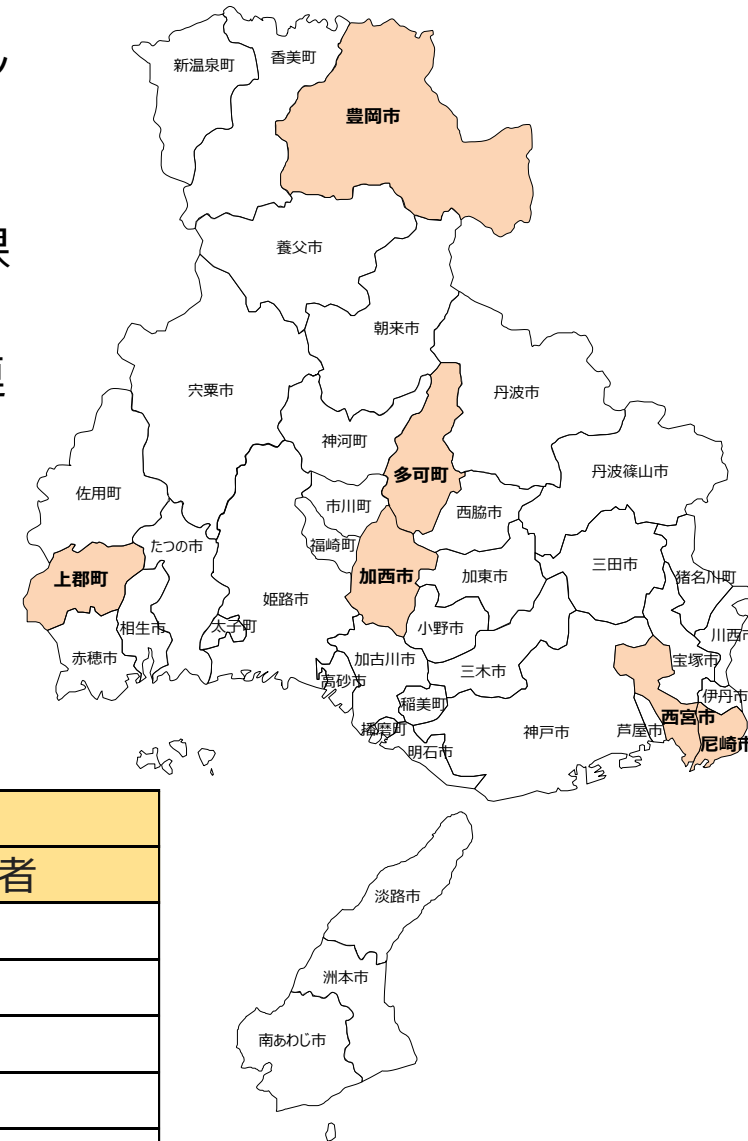 ル
香美町
新温泉町
豊岡市
果
養父市
朝来市
宍粟市
丹波市
神河町
多可町
丹波篠山市
佐用町
市川町
西脇市
たつの市
福崎町
上郡町
加西市
加東市
三田市
猪名川町
姫路市
相生市
太子町
小野市
川西市
赤穂市
加古川市
三木市
宝塚市
高砂市
伊丹市
稲美町
西宮市
播磨町
神戸市
芦屋市
尼崎市
明石市
者
淡路市
洲本市
南あわじ市